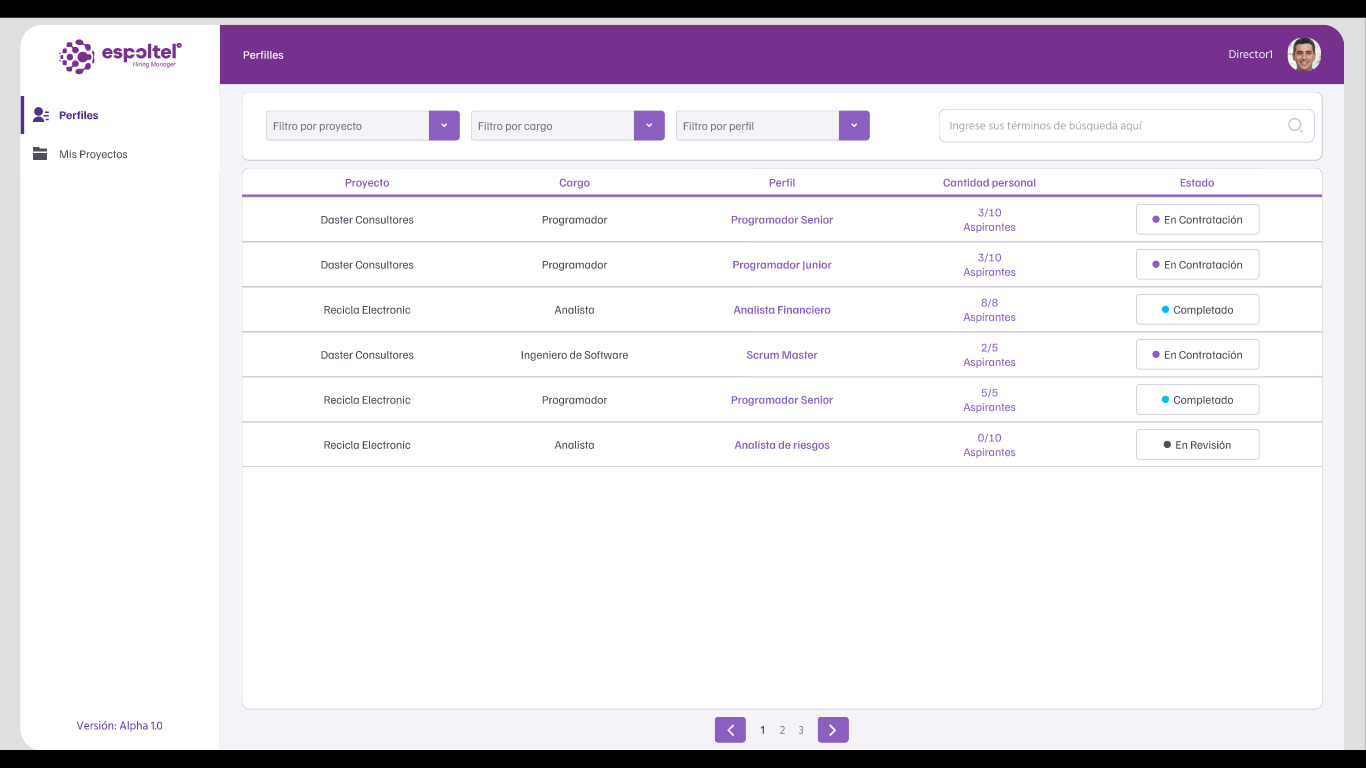 espoltel
Hiring Manager
Perfilles
Director1
Perfiles
Mis Proyectos
Filtro por proyecto
Filtro por cargo
Filtro por perfil
Ingrese sus términos de búsqueda aquí
Proyecto Cargo Perfil Cantidad personal Estado
Daster Consultores Programador Programador Senior 3/10 Aspirantes En Contratación
Daster Consultores Programador Programador Junior 3/10 Aspirantes En Contratación
Recicla Electronic Analista Analista Financiero 8/8 Aspirantes Completado
Daster Consultores Ingeniero de Software Scrum Master 2/5 Aspirantes En Contratación
Recicla Electronic Programador Programador Senior 5/5 Aspirantes Completado
Recicla Electronic Analista Analísta de riesgos 0/10 Aspirantes En Revisión
Versión: Alpha 1.0
1 2 3